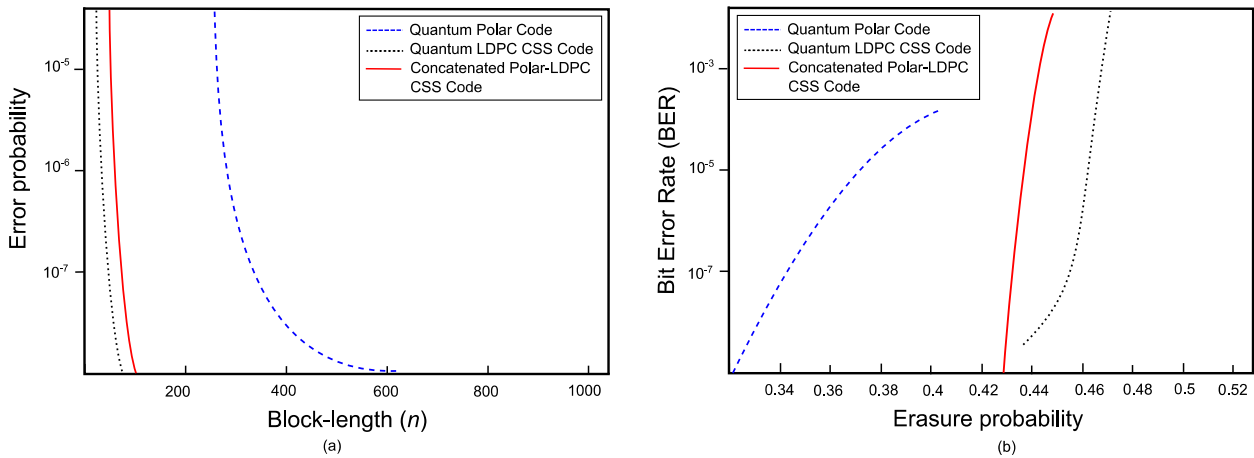 Quantum Polar Code
Quantum LDPC CSS Code
Concatenated Polar-LDPC
CSS Code
10-5
10-6
10-7
Error probability
200
400
600
800
1000
Block-length (n)
(a)
Quantum Polar Code
Quantum LDPC CSS Code
Concatenated Polar-LDPC
CSS Code
10-3
10-5
10-7
Bit Error Rate (BER)
0.34
0.36
0.38
0.4
0.42
0.44
0.46
0.48
0.5
0.52
Erasure probability
(b)